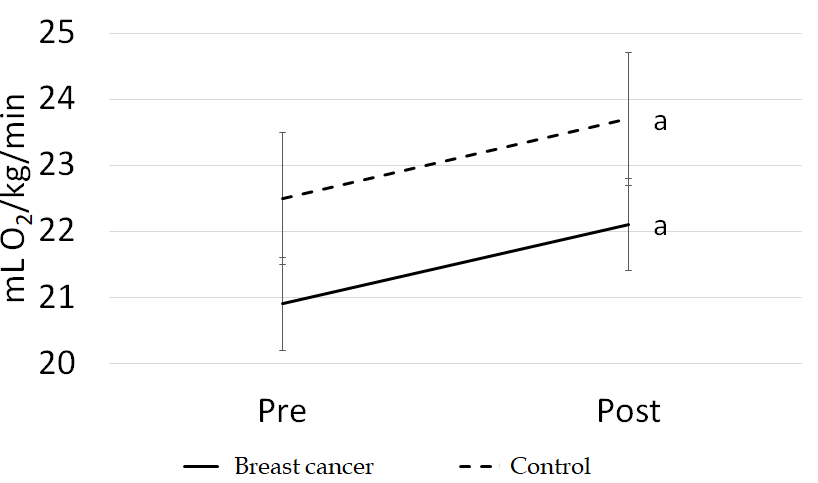 25
24
23
22
21
20
mL O₂/kg/min
a
a
Pre Post
Breast cancer Control